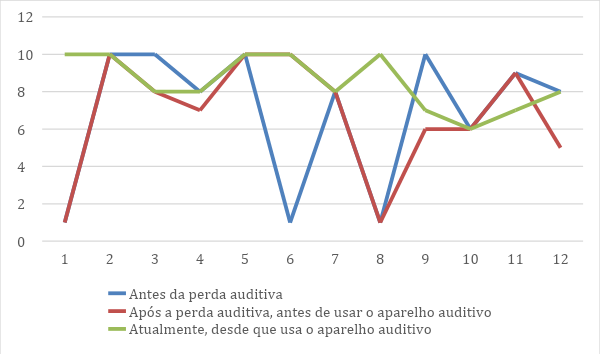 12
10
8
6
4
2
0
1 2 3 4 5 6 7 8 9 10 11 12
Antes da perda auditiva
Após a perda auditiva, antes de usar o aparelho auditivo
Atualmente, desde que usa o aparelho auditivo